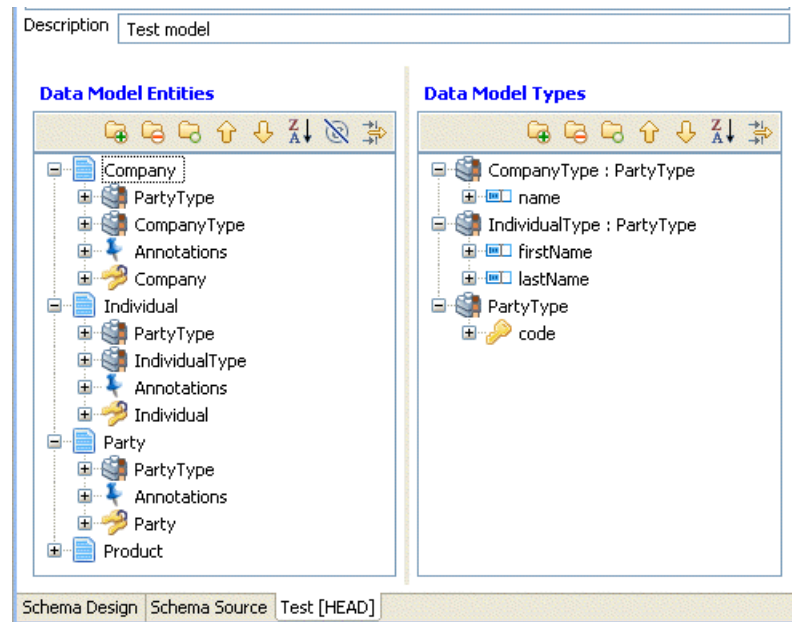 Description Test model
Data Model Entities
Company
PartyType
CompanyType
Annotations
Company
Individual
PartyType
IndividualType
Annotations
Individual
Party
PartyType
Annotations
Party
Product
Data Model Types
CompanyType : PartyType
name
IndividualType : PartyType
firstName
lastName
PartyType
code
Schema Design Schema Source Test [HEAD]